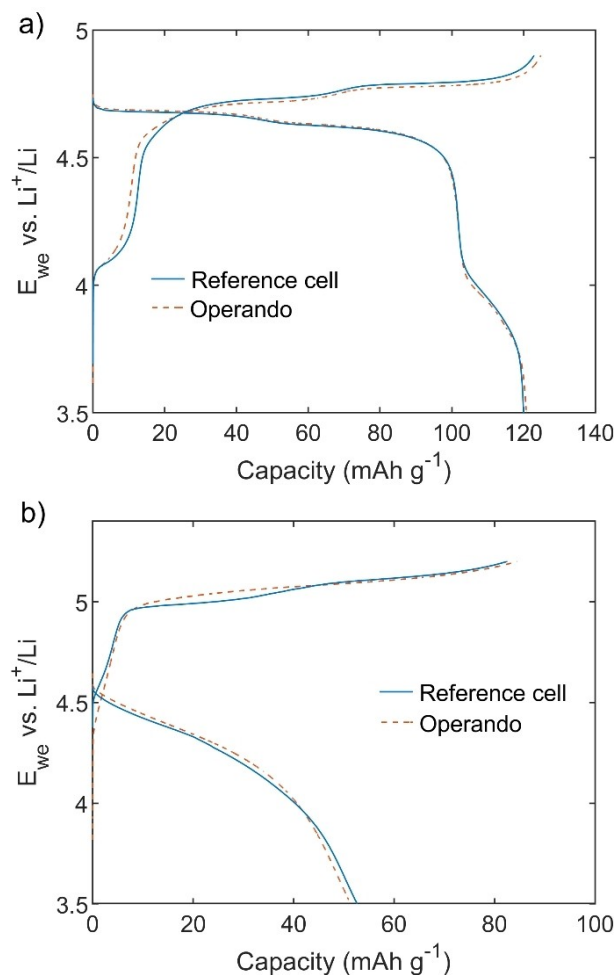 a)
5
4.5
4
3.5
E_we vs. Li⁺/Li
Reference cell
Operando
0 20 40 60 80 100 120 140
Capacity (mAh g⁻¹)
b)
5
4.5
4
3.5
E_we vs. Li⁺/Li
Reference cell
Operando
0 20 40 60 80 100
Capacity (mAh g⁻¹)